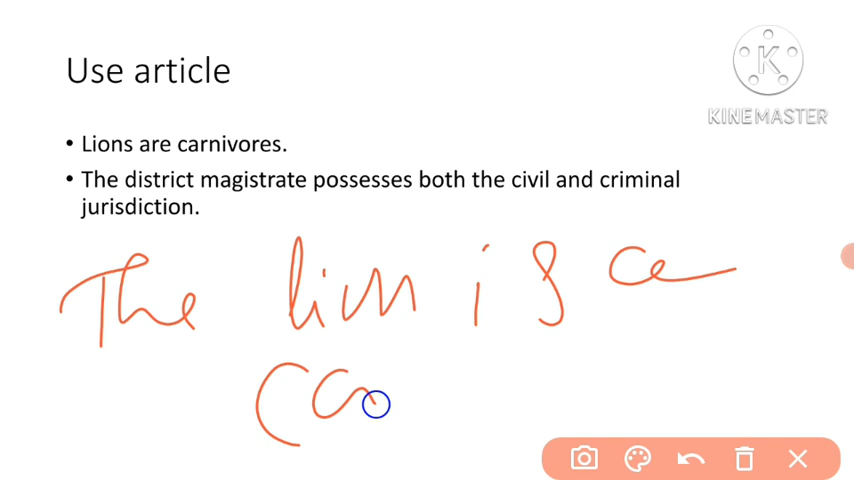 Use article
KINEMASTER
• Lions are carnivores.
• The district magistrate possesses both the civil and criminal
jurisdiction.
The lion is a